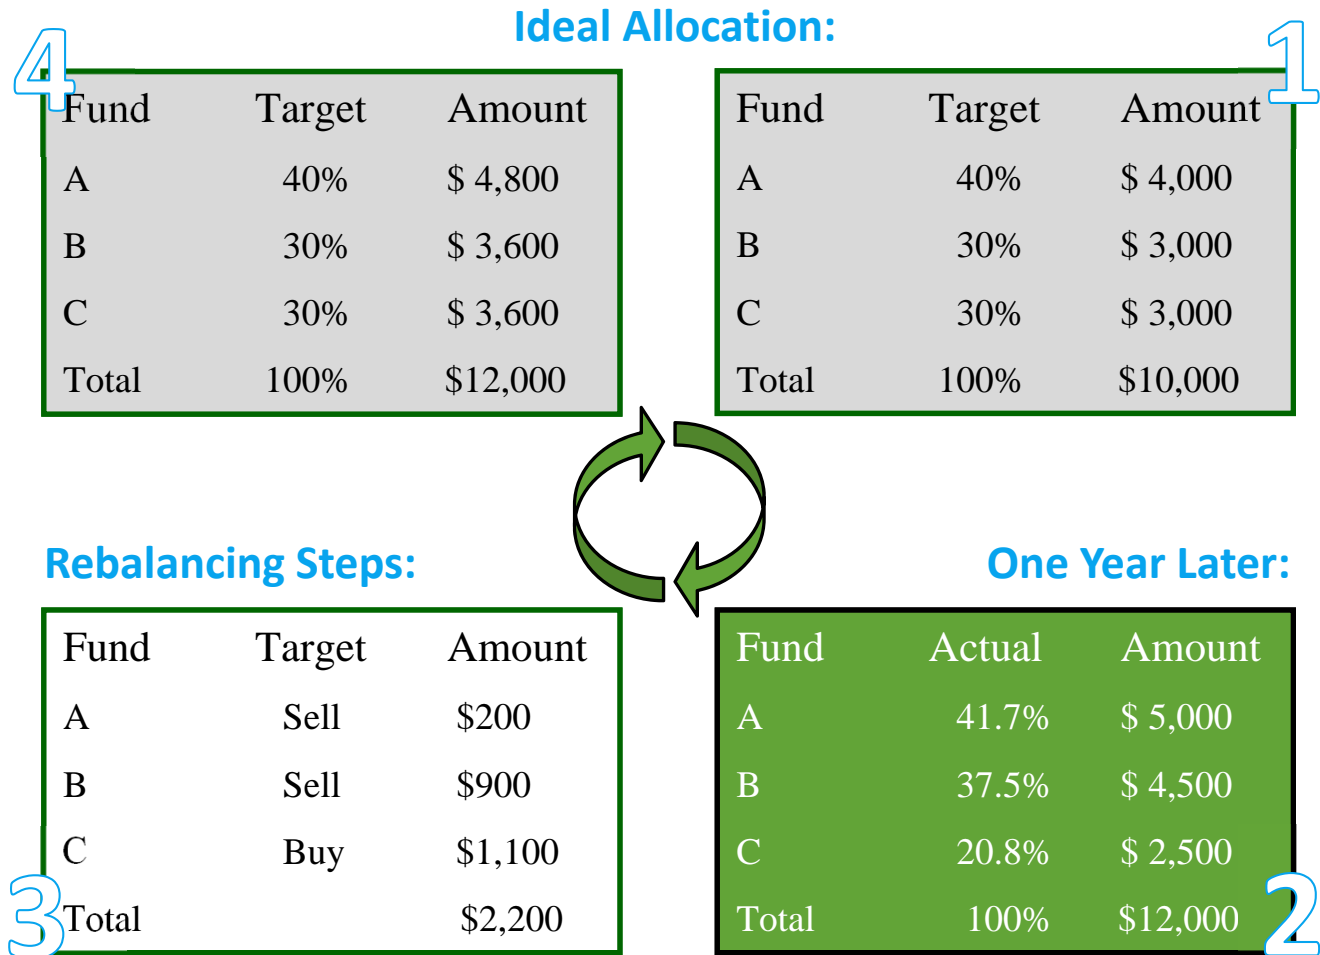 Ideal Allocation:
4
Fund Target Amount
A 40% $ 4,800
B 30% $ 3,600
C 30% $ 3,600
Total 100% $12,000
1
Fund Target Amount
A 40% $ 4,000
B 30% $ 3,000
C 30% $ 3,000
Total 100% $10,000
Rebalancing Steps:
Fund Target Amount
A Sell $200
B Sell $900
C Buy $1,100
Total $2,200
3
One Year Later:
Fund Actual Amount
A 41.7% $ 5,000
B 37.5% $ 4,500
C 20.8% $ 2,500
Total 100% $12,000
2